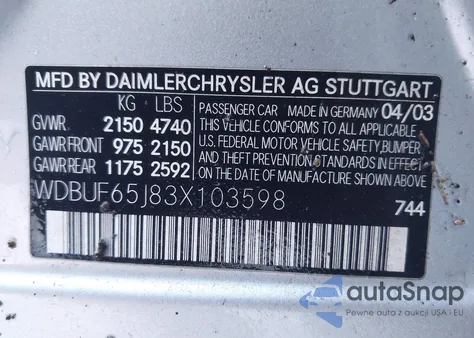 MFD BY DAIMLERCHRYSLER AG STUTTGART
KG LBS
GVWR 2150 4740
GAWR FRONT 975 2150
GAWR REAR 1175 2592
PASSENGER CAR MADE IN GERMANY 04/03
THIS VEHICLE CONFORMS TO ALL APPLICABLE
U.S. FEDERAL MOTOR VEHICLE SAFETY, BUMPER,
AND THEFT PREVENTION STANDARDS IN EFFECT
ON THE DATE OF MANUFACTURE SHOWN ABOVE.
WDBUF65J83X103598
744
autoSnap
Pewne auta z aukcji USA i EU